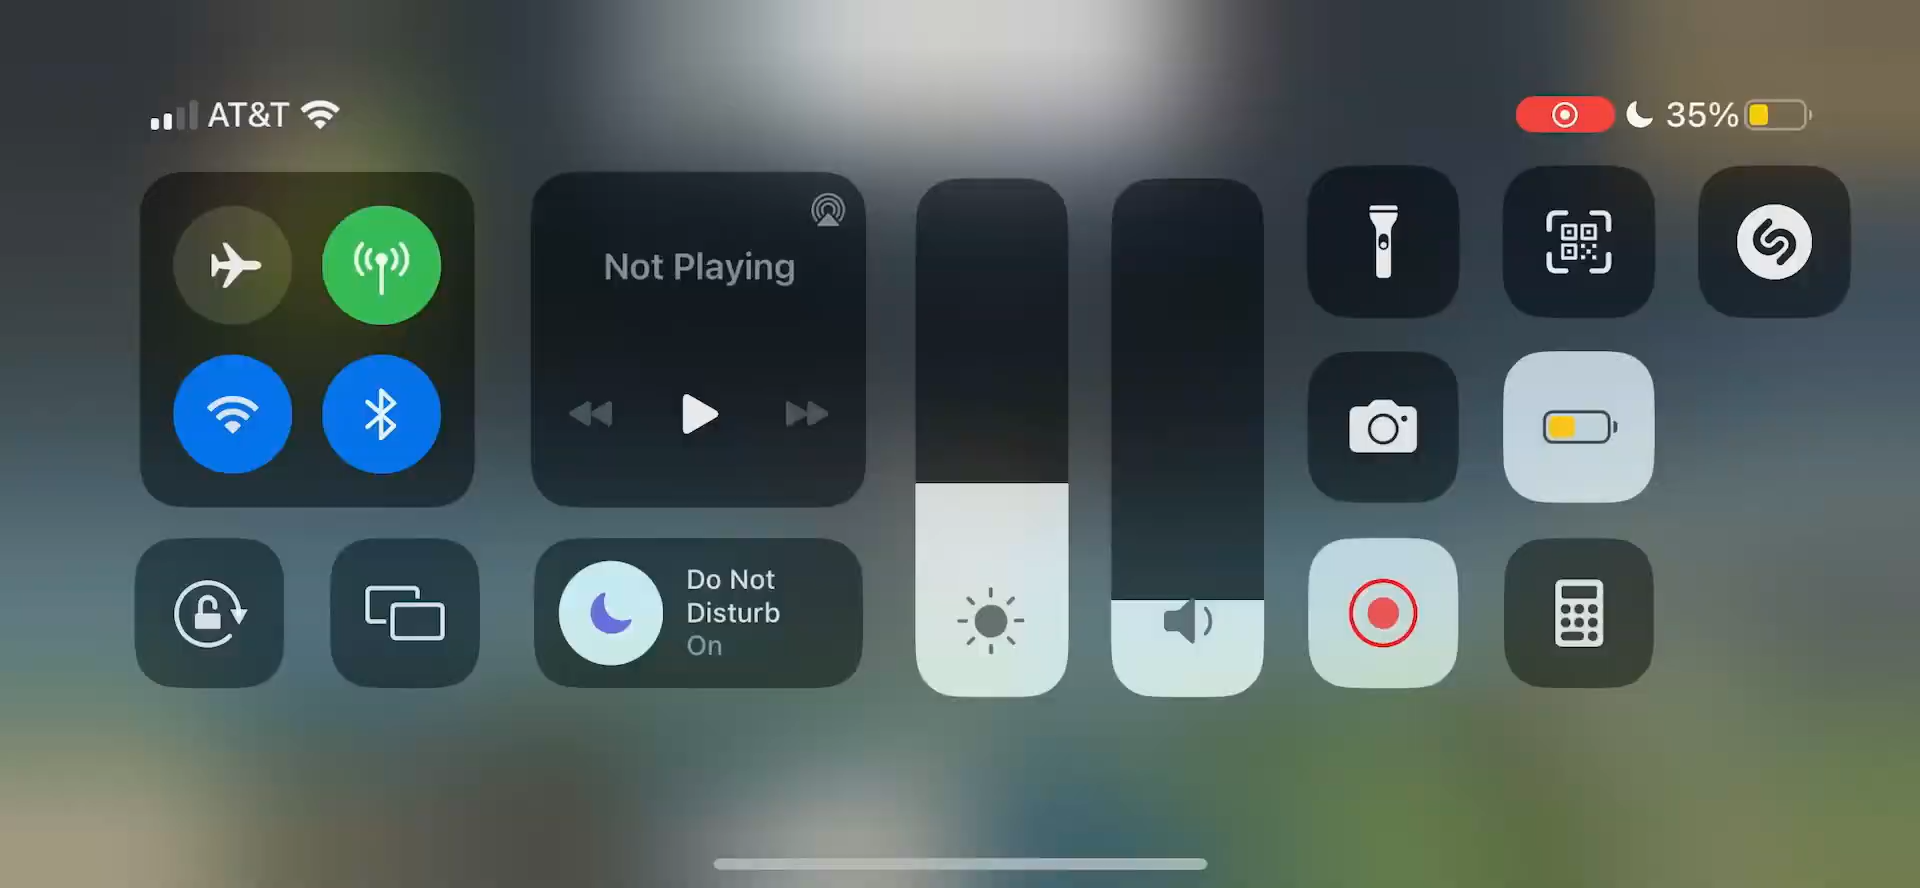 AT&T
35%
Not Playing
Do Not
Disturb
On